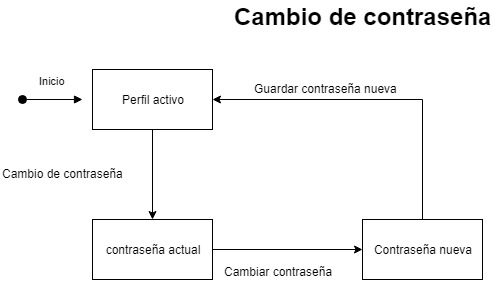 Cambio de contraseña
Inicio
Perfil activo
Guardar contraseña nueva
Cambio de contraseña
contraseña actual
Cambiar contraseña
Contraseña nueva